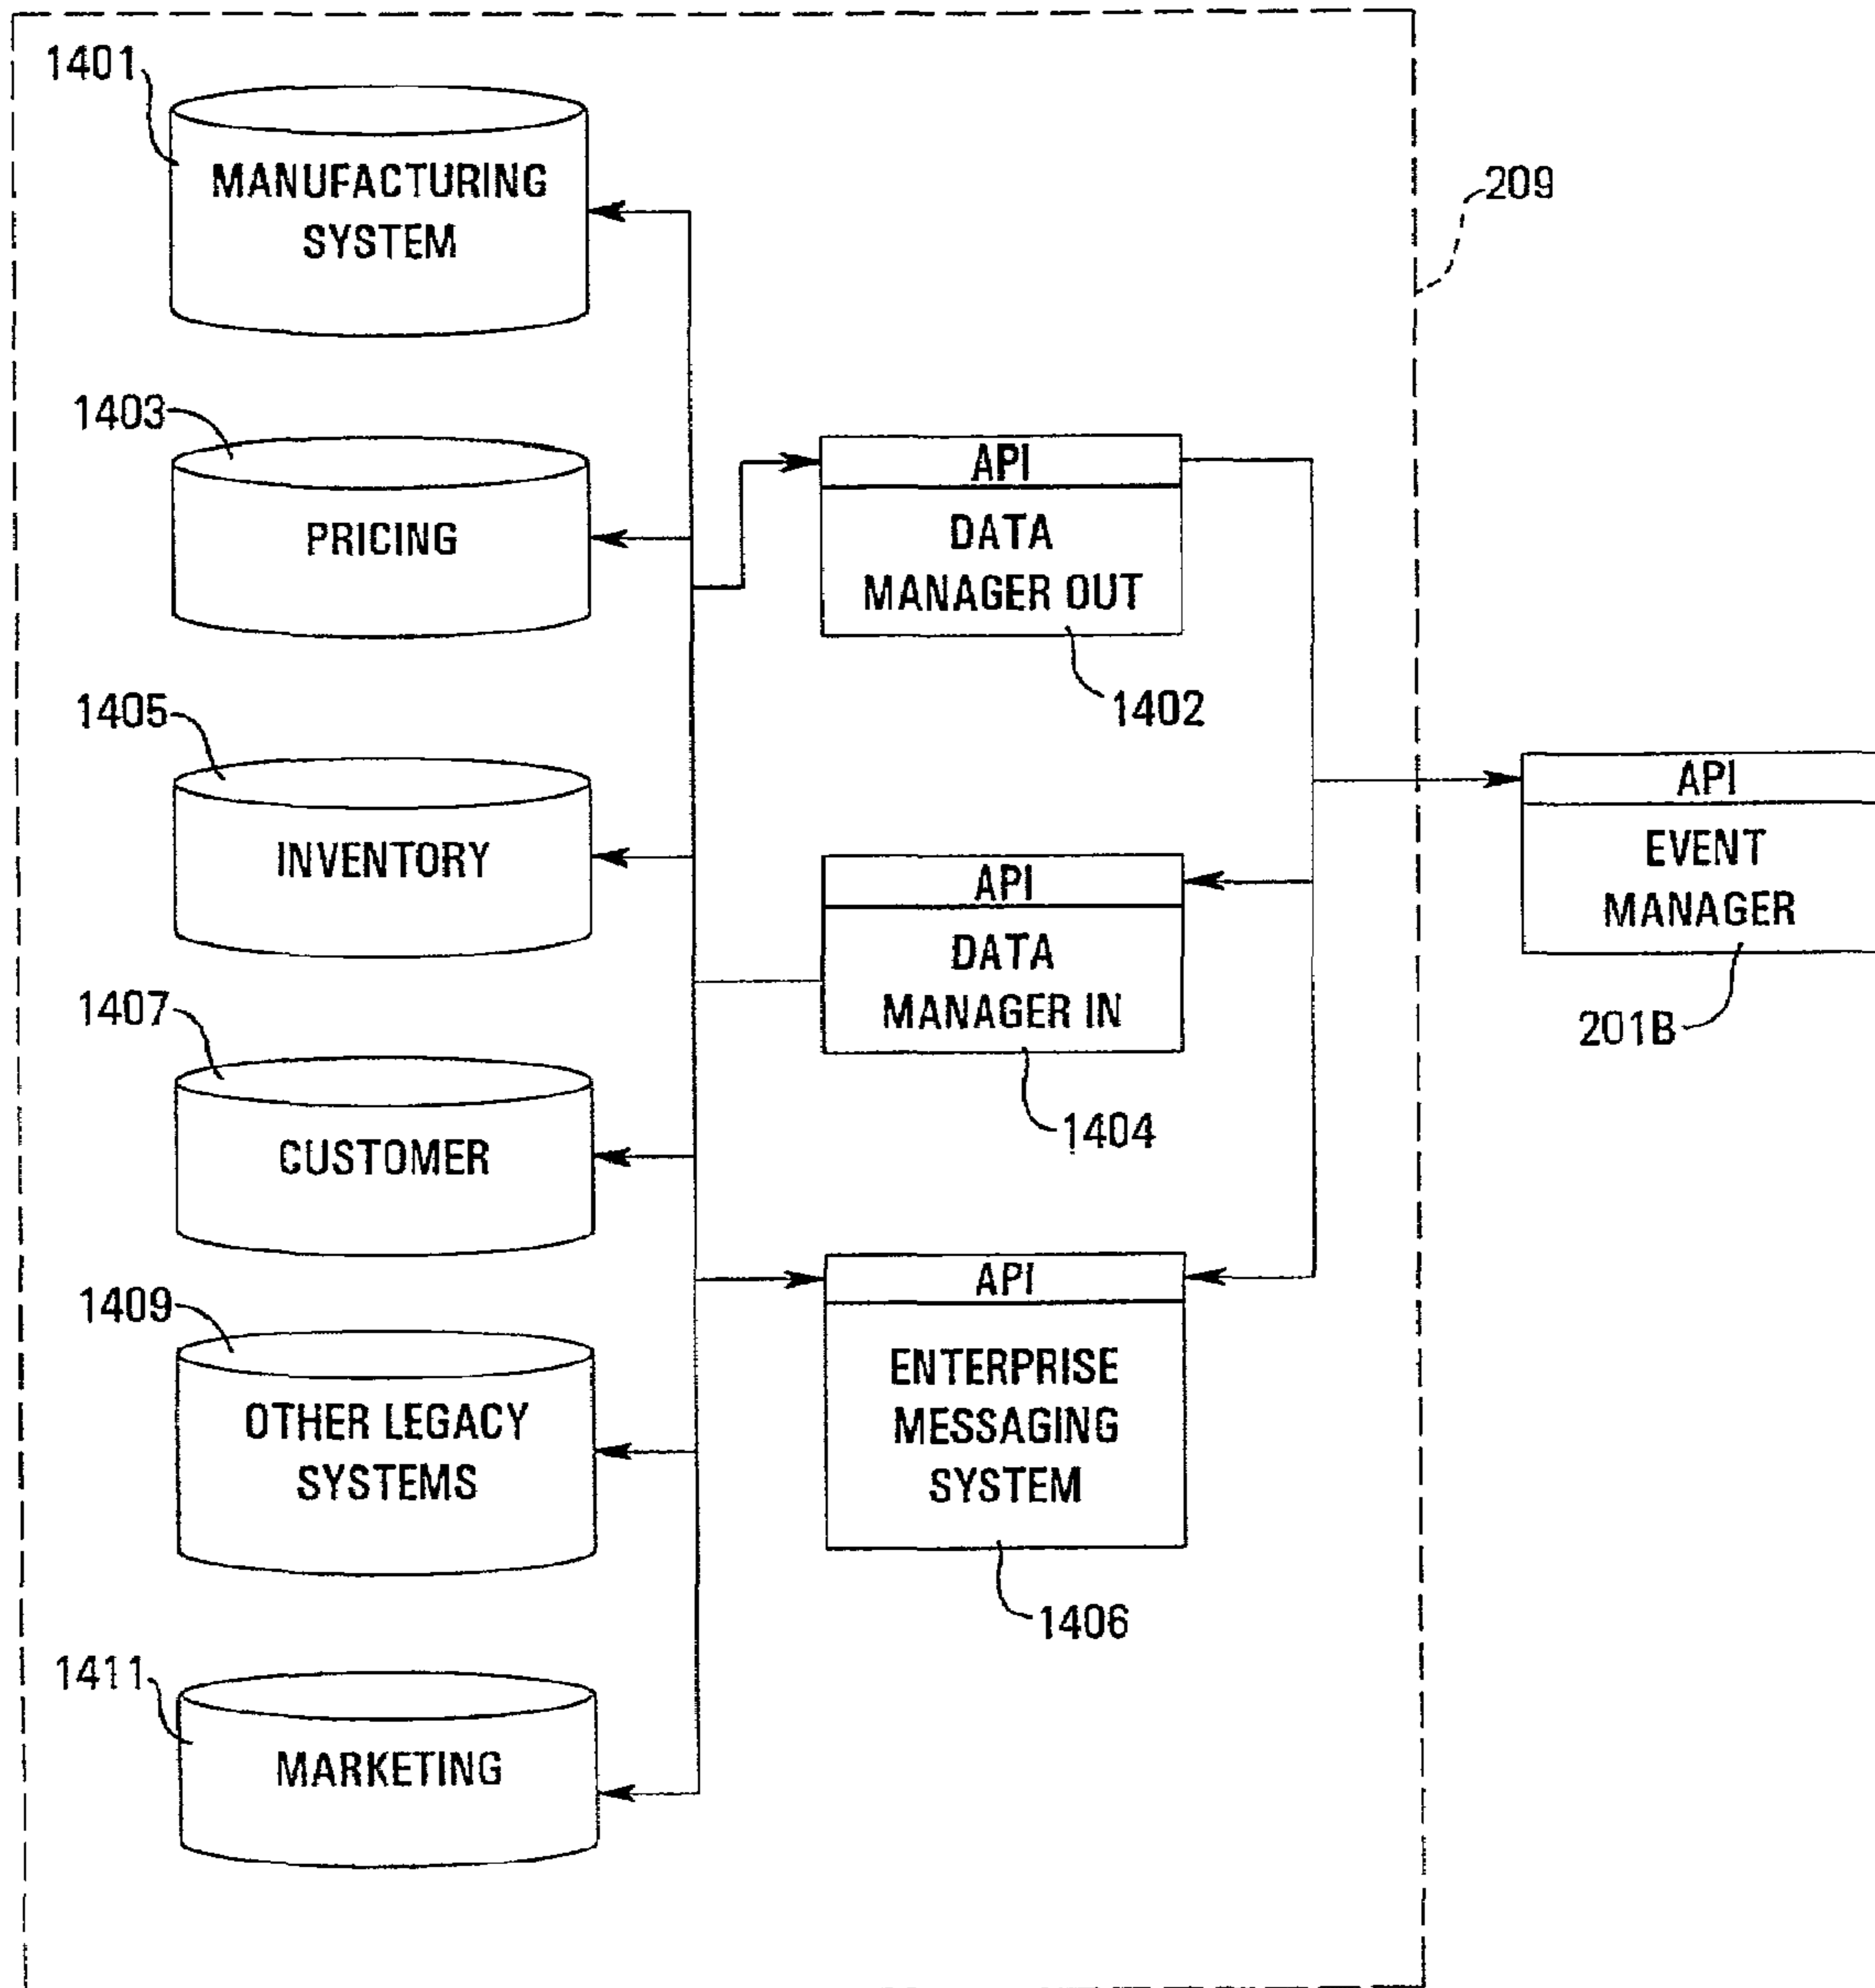 1401
MANUFACTURING
SYSTEM
209
1403
PRICING
API
DATA
MANAGER OUT
1402
1405
INVENTORY
API
EVENT
MANAGER
201B
API
DATA
MANAGER IN
1404
1407
CUSTOMER
1409
OTHER LEGACY
SYSTEMS
API
ENTERPRISE
MESSAGING
SYSTEM
1406
1411
MARKETING